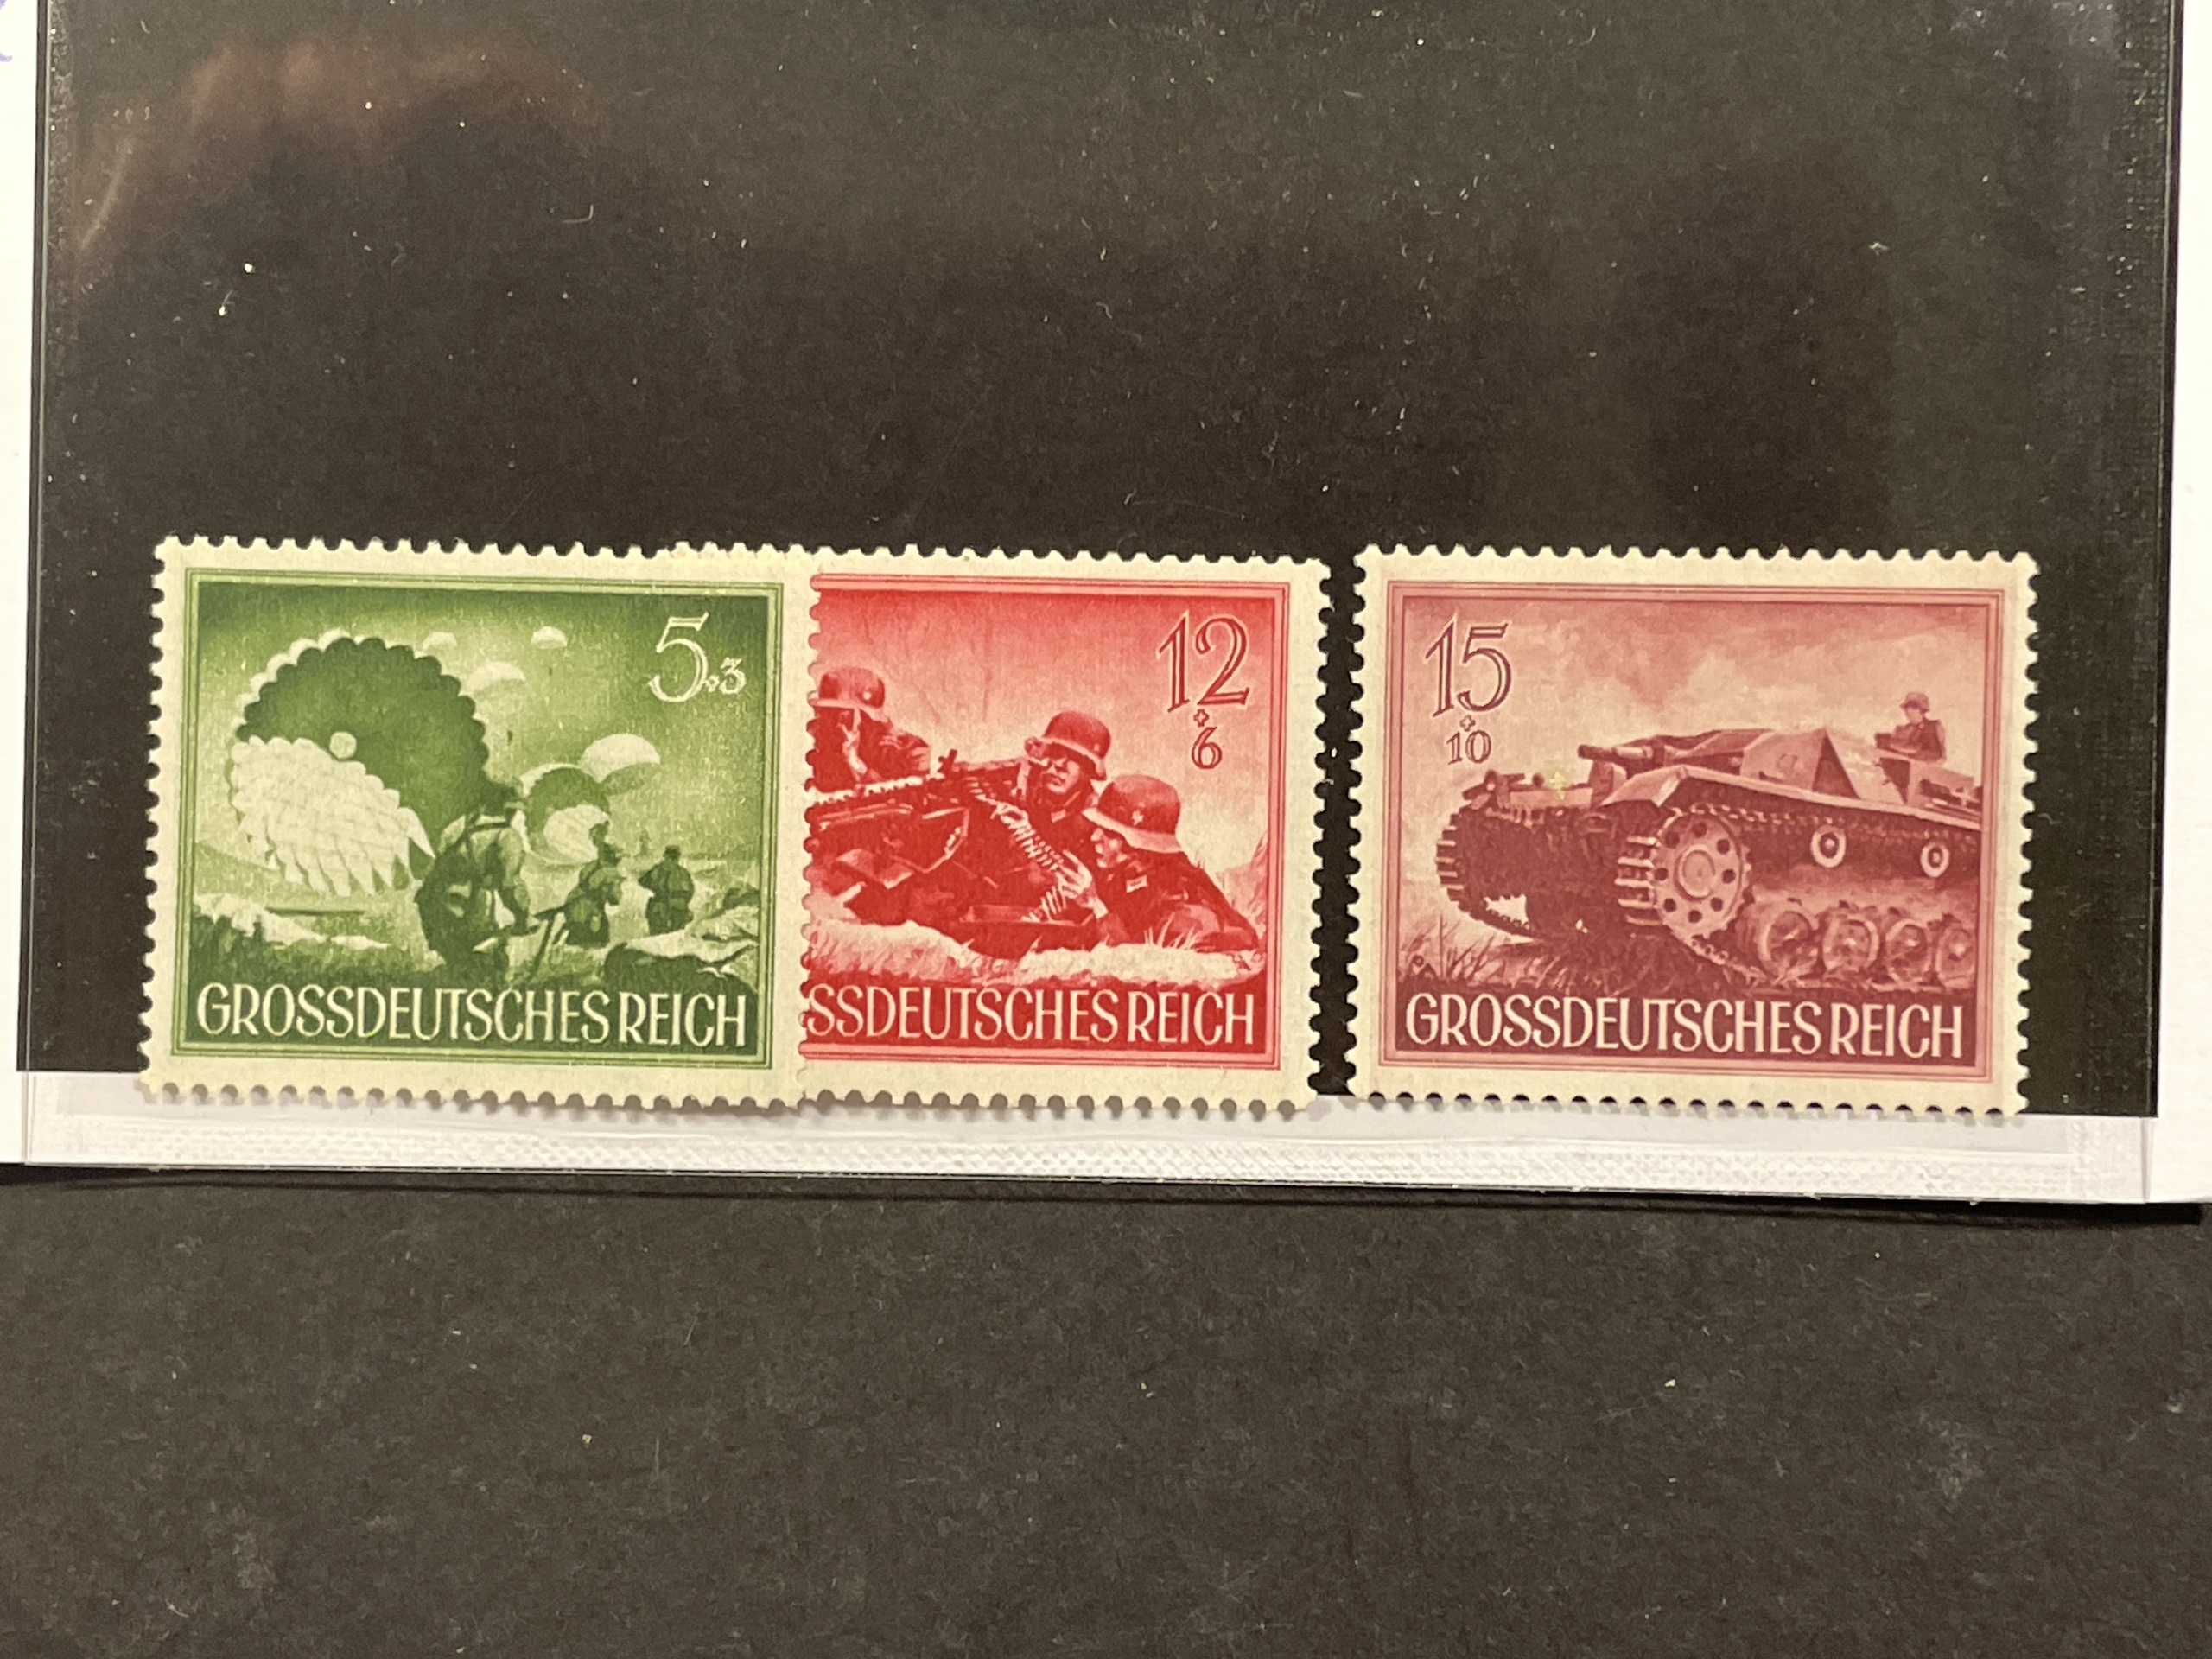 5+3
GROSSDEUTSCHES REICH
12
+
6
SSDEUTSCHES REICH
15
+
10
GROSSDEUTSCHES REICH